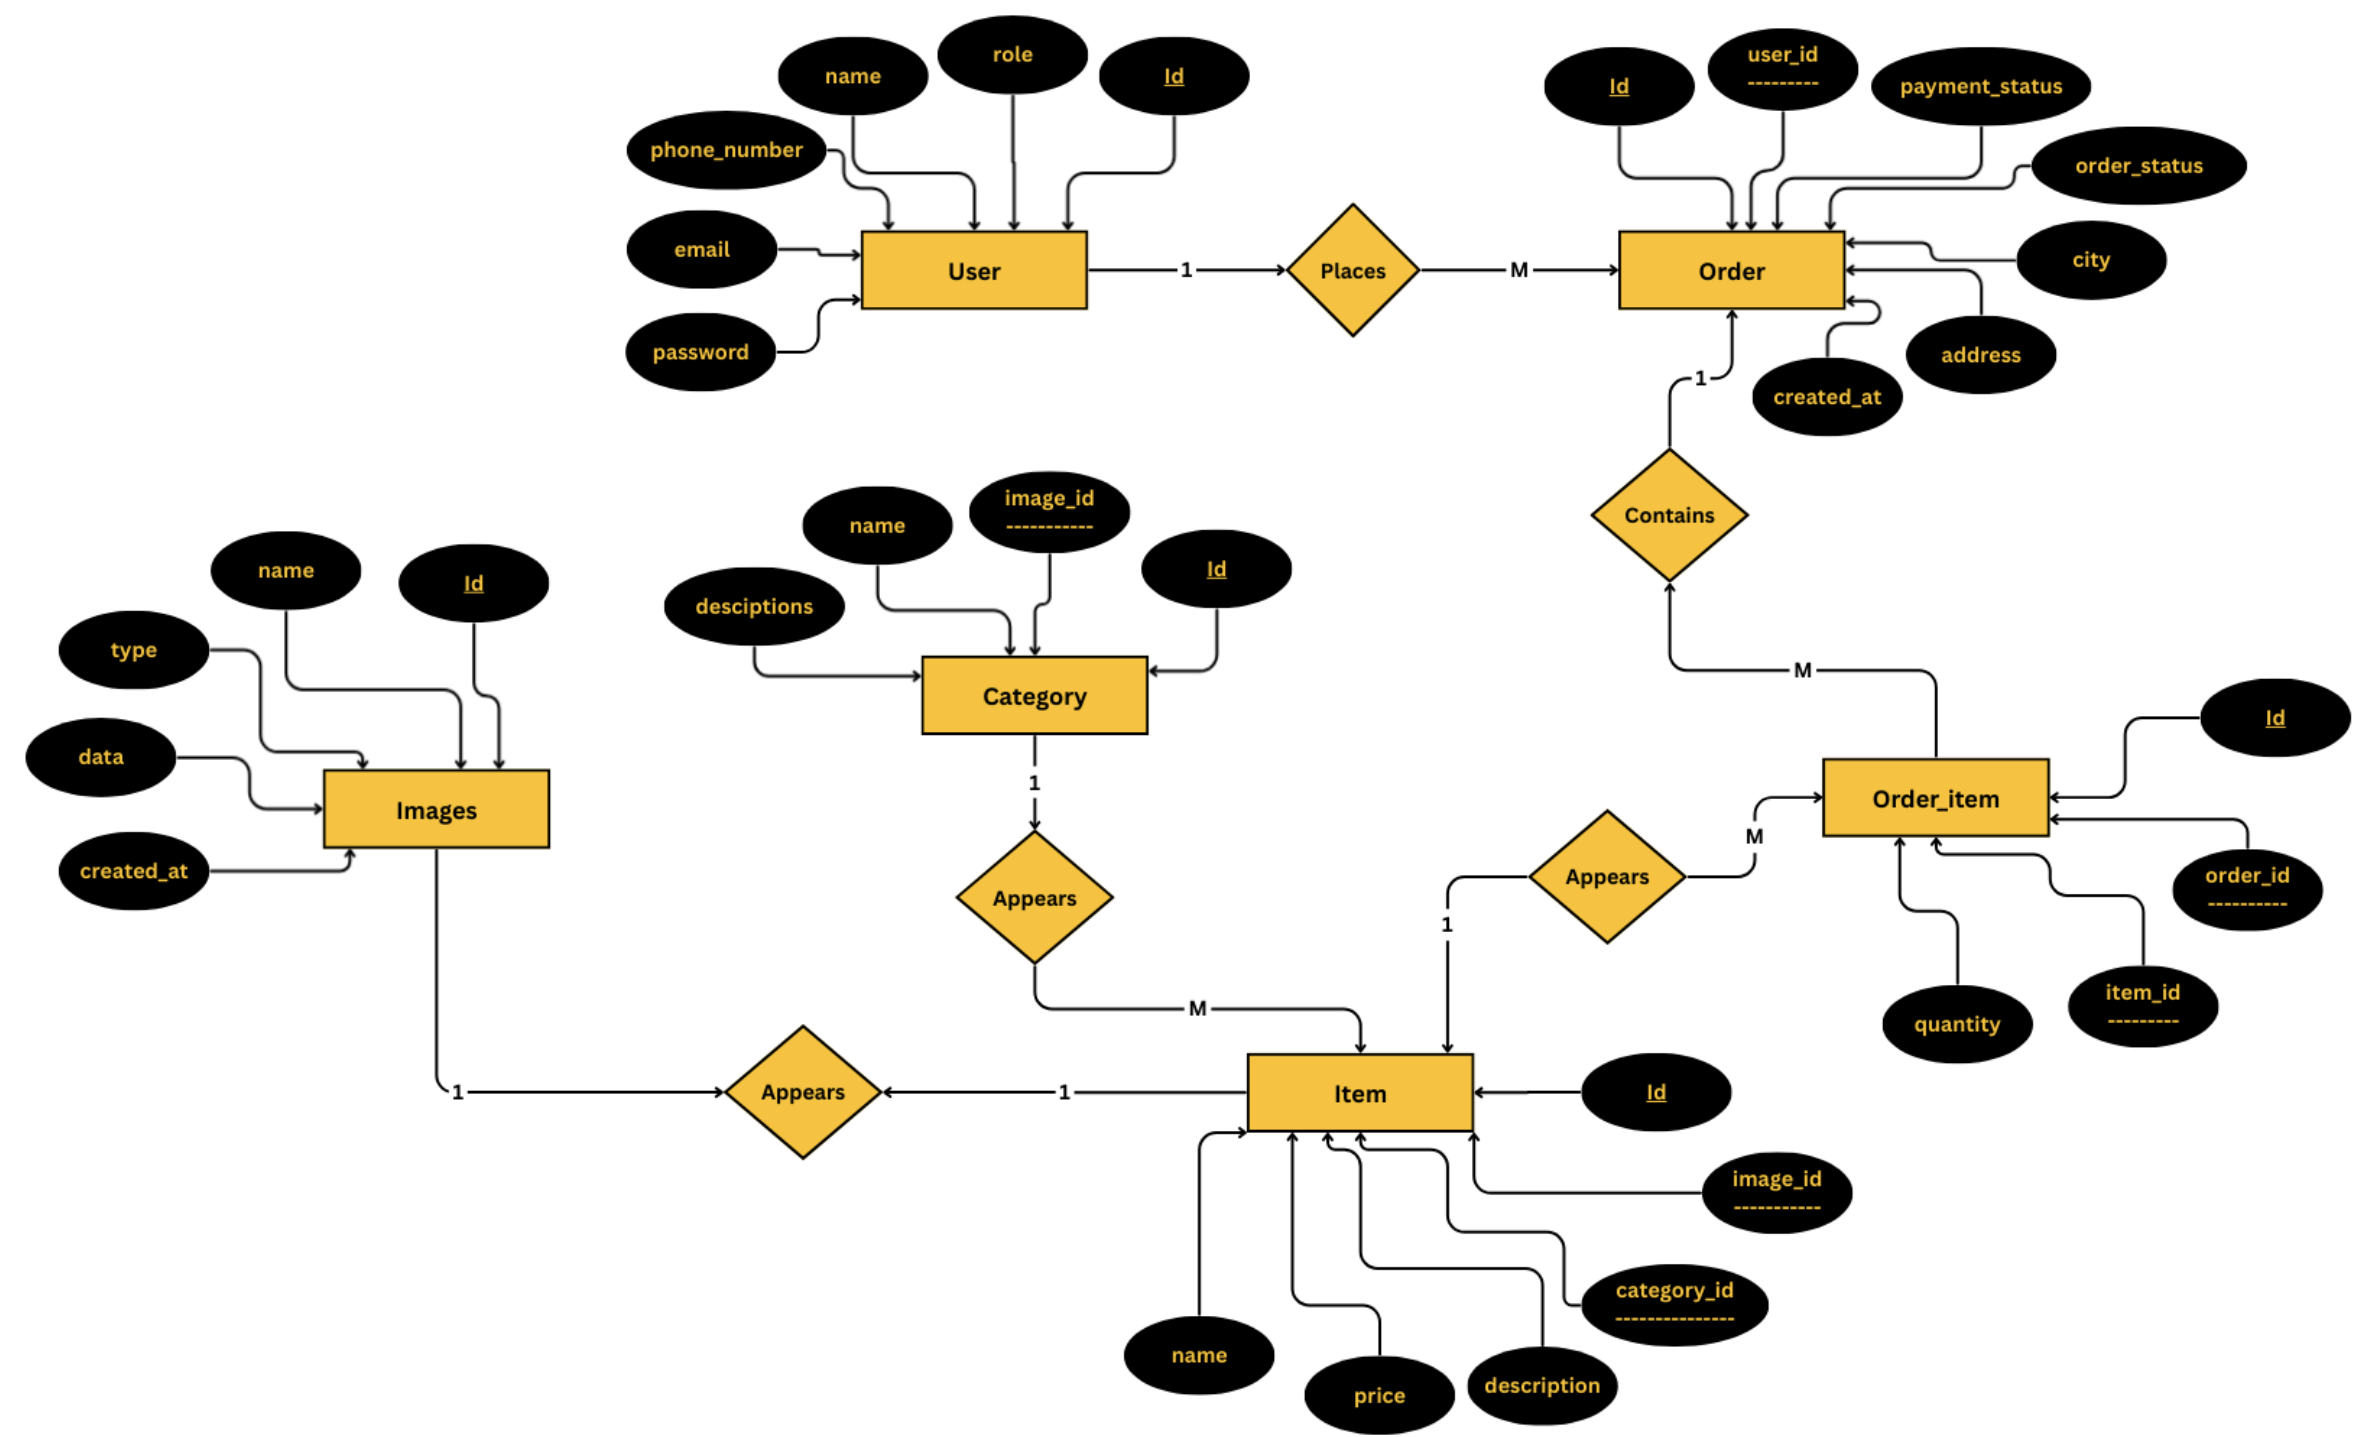 role
name
Id
phone_number
email
password
User
1
Places
M
Id
user_id
---------
payment_status
order_status
city
address
created_at
Order
1
Contains
M
name
Id
type
data
created_at
Images
1
desciptions
name
image_id
-----------
Id
Category
1
Appears
M
Appears
1
Appears
M
1
Order_item
Id
order_id
----------
item_id
---------
quantity
Item
Id
image_id
-----------
category_id
---------------
description
price
name